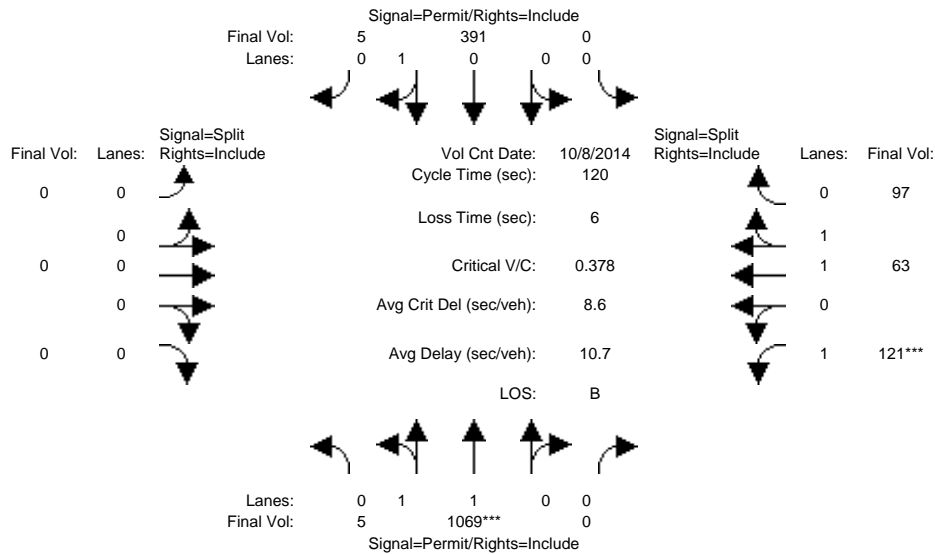 Signal=Permit/Rights=Include
Final Vol: 5 391 0
Lanes: 0 1 0 0 0
Signal=Split
Final Vol: Lanes: Rights=Include
Vol Cnt Date: 10/8/2014
Signal=Split
Rights=Include Lanes: Final Vol:
Cycle Time (sec): 120
0 0
0 97
Loss Time (sec): 6
0
1
0 0
Critical V/C: 0.378
1 63
0
Avg Crit Del (sec/veh): 8.6
0
0 0
Avg Delay (sec/veh): 10.7
1 121***
LOS: B
Lanes: 0 1 1 0 0
Final Vol: 5 1069*** 0
Signal=Permit/Rights=Include